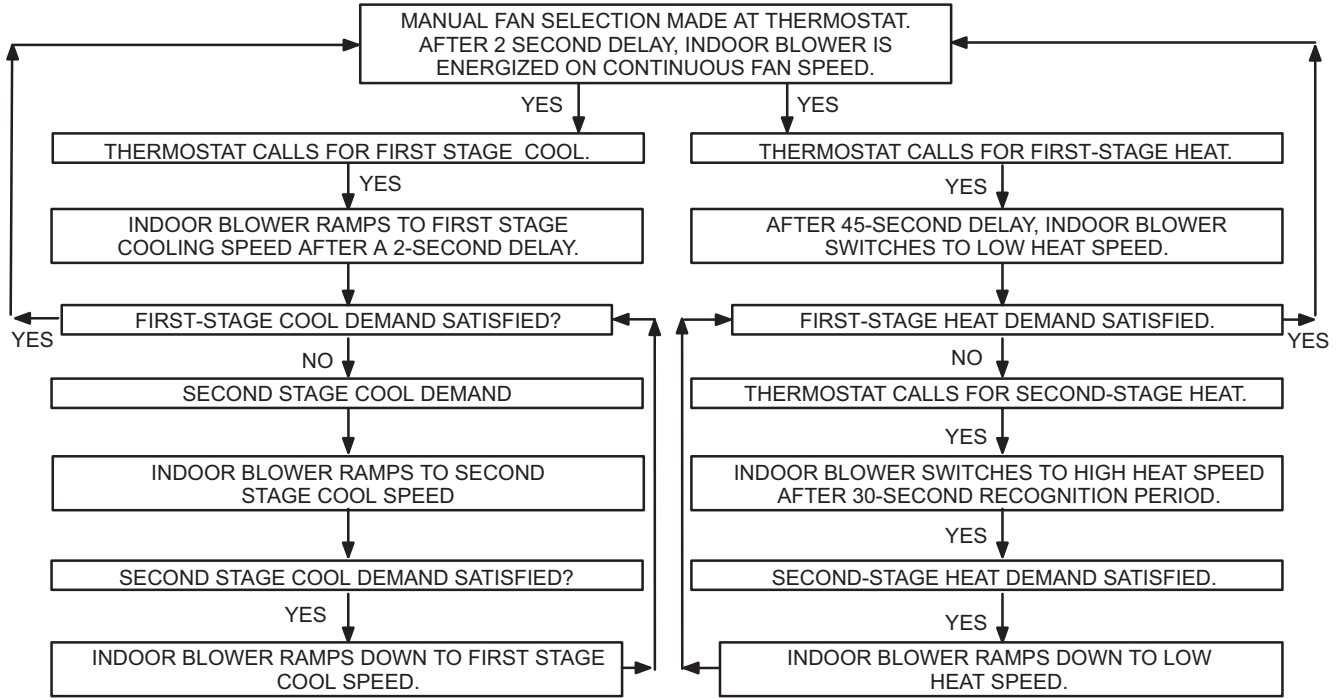 MANUAL FAN SELECTION MADE AT THERMOSTAT.
AFTER 2 SECOND DELAY, INDOOR BLOWER IS
ENERGIZED ON CONTINUOUS FAN SPEED.
YES
YES
THERMOSTAT CALLS FOR FIRST STAGE COOL.
YES
INDOOR BLOWER RAMPS TO FIRST STAGE
COOLING SPEED AFTER A 2-SECOND DELAY.
FIRST-STAGE COOL DEMAND SATISFIED?
YES
NO
SECOND STAGE COOL DEMAND
INDOOR BLOWER RAMPS TO SECOND
STAGE COOL SPEED
SECOND STAGE COOL DEMAND SATISFIED?
YES
INDOOR BLOWER RAMPS DOWN TO FIRST STAGE
COOL SPEED.
THERMOSTAT CALLS FOR FIRST-STAGE HEAT.
YES
AFTER 45-SECOND DELAY, INDOOR BLOWER
SWITCHES TO LOW HEAT SPEED.
FIRST-STAGE HEAT DEMAND SATISFIED.
YES
NO
THERMOSTAT CALLS FOR SECOND-STAGE HEAT.
YES
INDOOR BLOWER SWITCHES TO HIGH HEAT SPEED
AFTER 30-SECOND RECOGNITION PERIOD.
YES
SECOND-STAGE HEAT DEMAND SATISFIED.
YES
INDOOR BLOWER RAMPS DOWN TO LOW
HEAT SPEED.